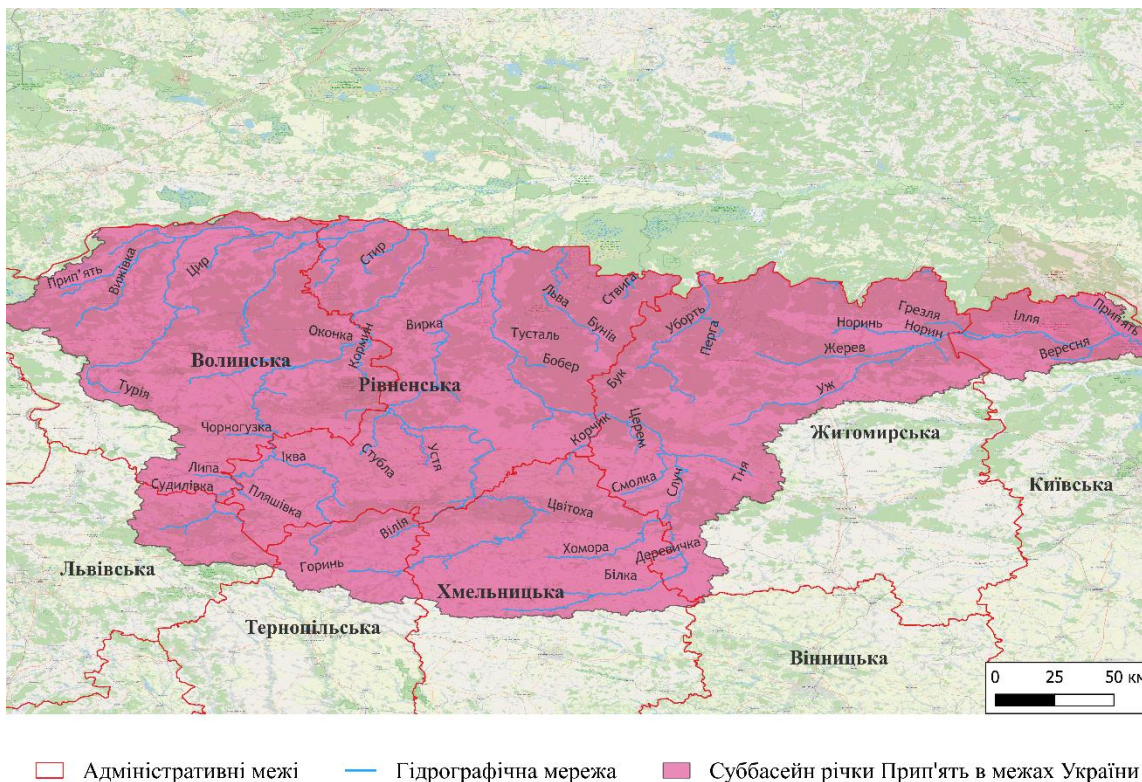 Прип'ять
Вижівка
Цир
Стир
Льва
Ствига
Бунів
Уборть
Перга
Грезля
Норинь
Норин
Ілля
Прип'ять
Оконка
Кормин
Вирка
Тусталь
Бобер
Бук
Жерев
Вересня
Волинська
Рівненська
Турія
Уж
Чорногузка
Стубла
Устя
Корчик
Церем
Житомирська
Липа
Судилівка
Іква
Пляшівка
Смолка
Случ
Тня
Київська
Вілія
Цвітоха
Хомора
Деревичка
Львівська
Горинь
Білка
Хмельницька
Тернопільська
Вінницька
0 25 50 км
Адміністративні межі Гідрографічна мережа Суббасейн річки Прип'ять в межах України